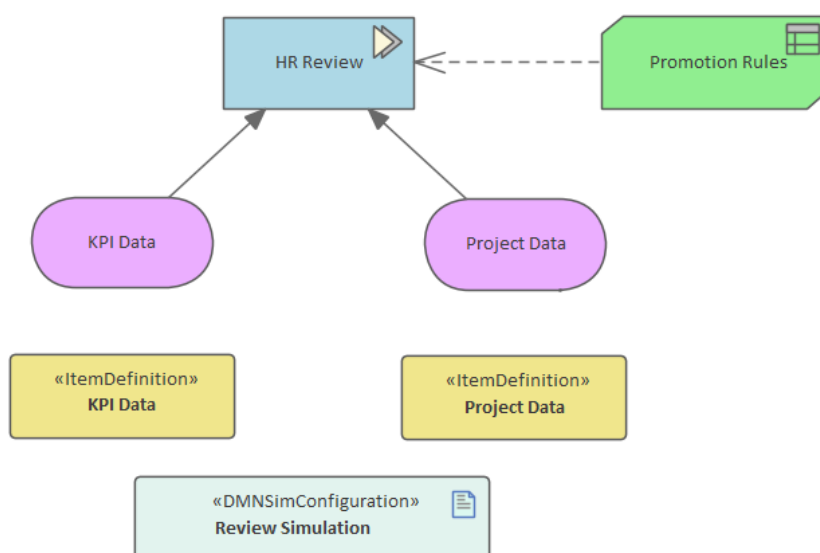 HR Review
Promotion Rules
KPI Data
Project Data
«ItemDefinition»
KPI Data
«ItemDefinition»
Project Data
«DMNSimConfiguration»
Review Simulation